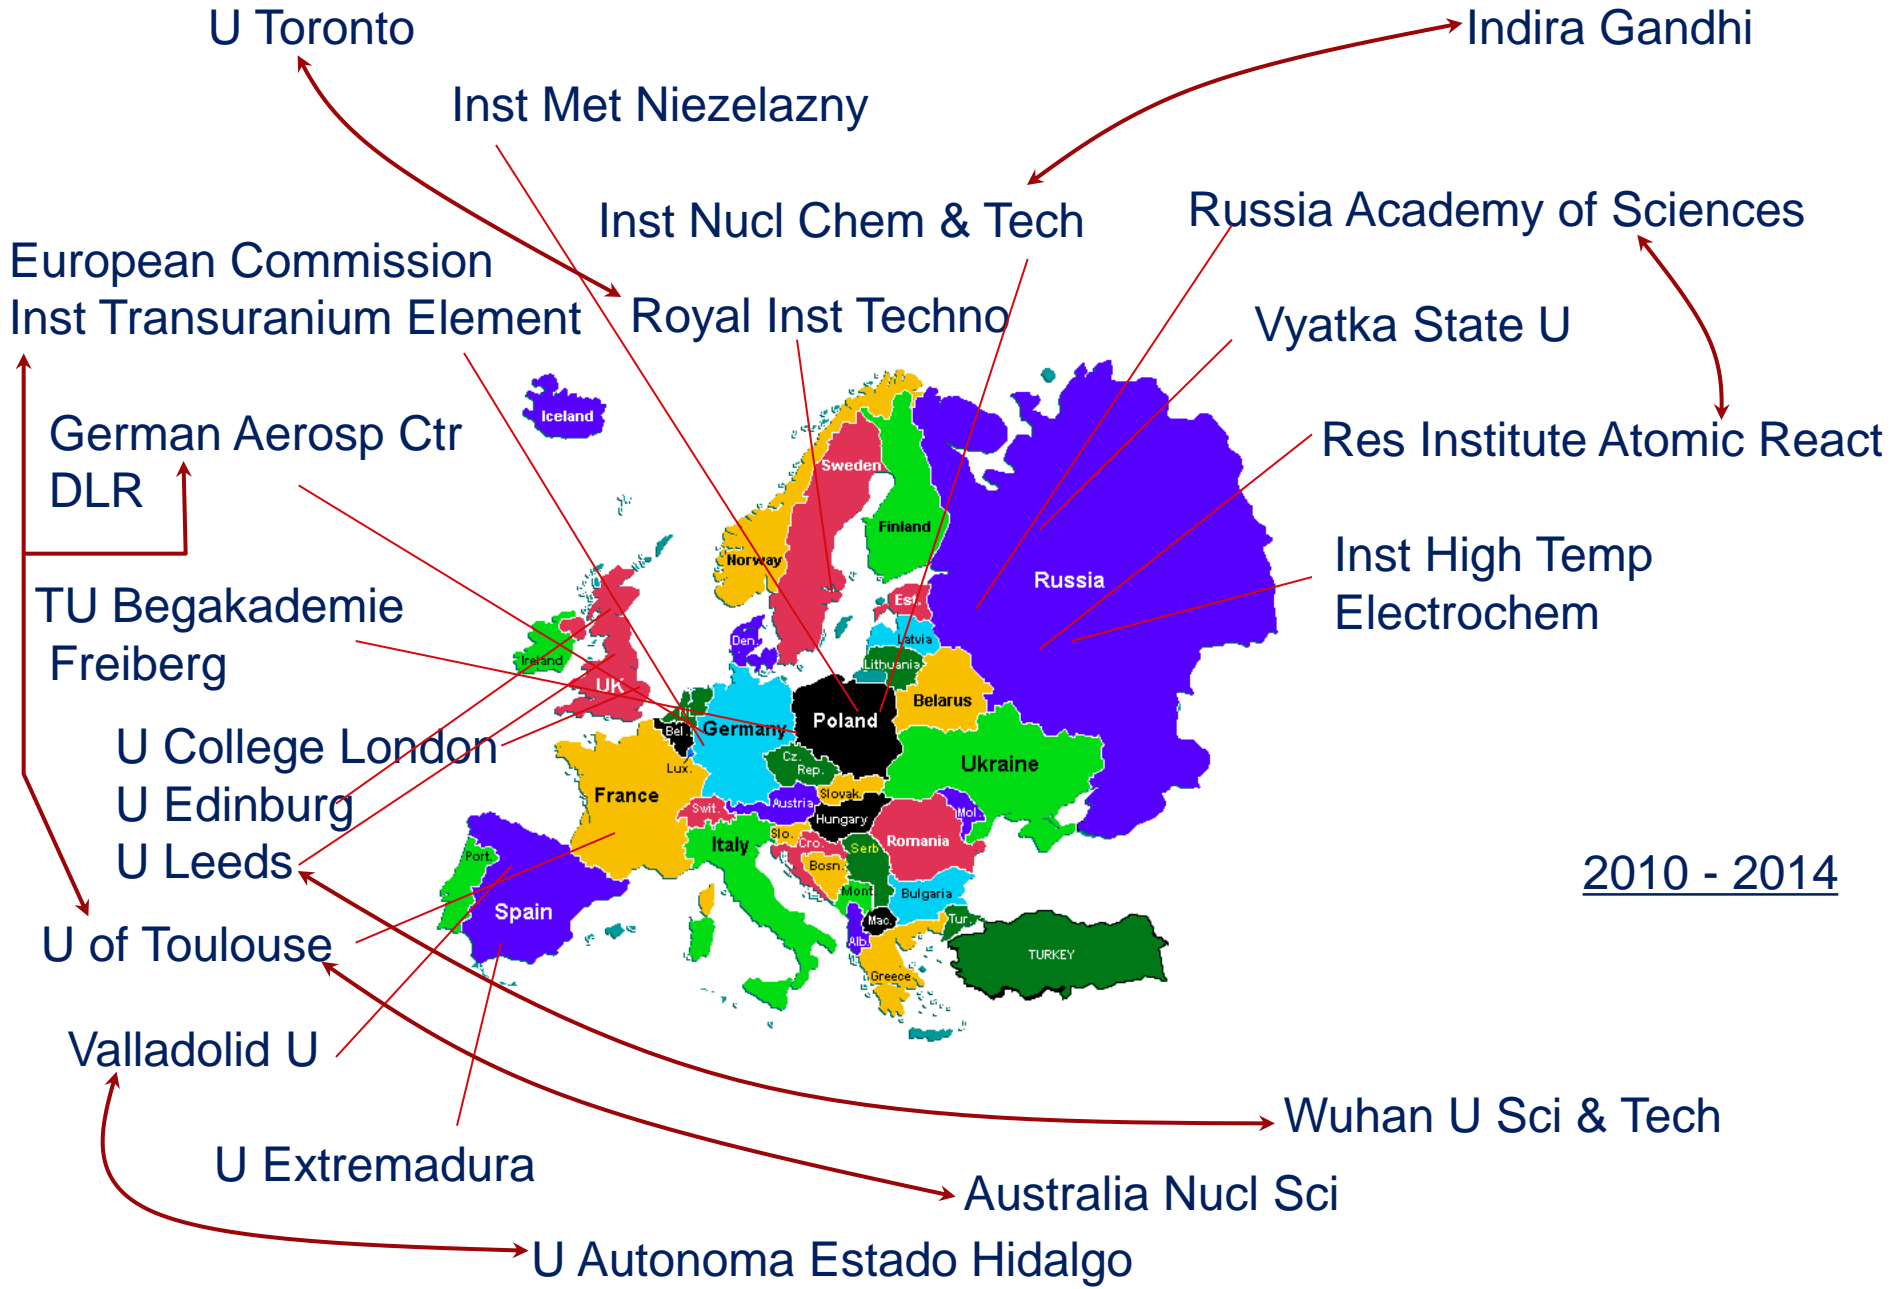 U Toronto
Indira Gandhi
Inst Met Niezelazny
Inst Nucl Chem & Tech
Russia Academy of Sciences
European Commission
Inst Transuranium Element
Royal Inst Techno
Vyatka State U
German Aerosp Ctr
DLR
Res Institute Atomic React
Inst High Temp
Electrochem
TU Begakademie
Freiberg
U College London
U Edinburg
U Leeds
2010 - 2014
U of Toulouse
Valladolid U
Wuhan U Sci & Tech
U Extremadura
Australia Nucl Sci
U Autonoma Estado Hidalgo
Iceland
Sweden
Finland
Norway
Russia
Est.
Latvia
Lithuania
Den.
Ireland
UK
Belarus
Poland
Germany
Bel.
Lux.
Cz.
Rep.
Ukraine
France
Slovak.
Austria
Swit.
Hungary
Mol.
Slo.
Italy
Cro.
Serb
Romania
Port.
Bosn.
Mont.
Bulgaria
Spain
Mac.
Tur.
Alb.
TURKEY
Greece